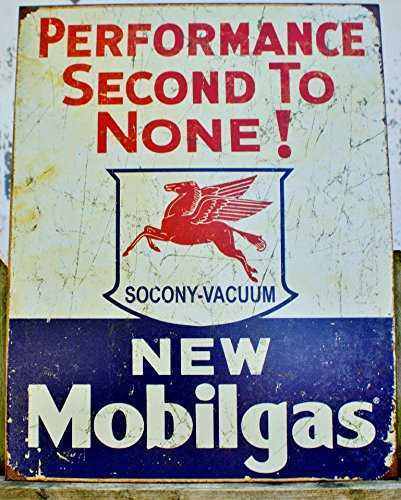 PERFORMANCE
SECOND TO
NONE!
SOCONY-VACUUM
NEW
Mobilgas